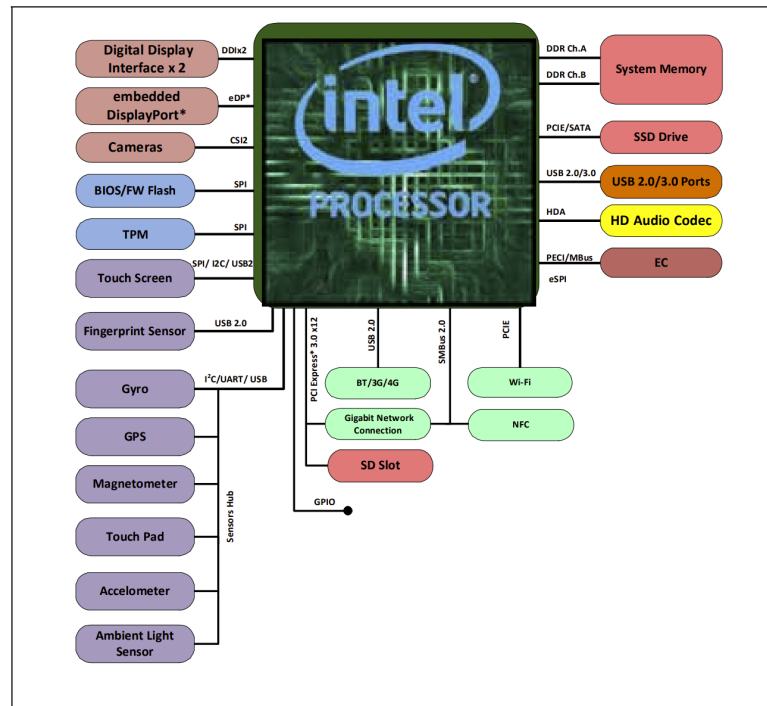 Digital Display
Interface x 2
DDIx2
embedded
DisplayPort*
eDP*
Cameras
CSI2
BIOS/FW Flash
SPI
TPM
SPI
Touch Screen
SPI/ I2C/ USB2
Fingerprint Sensor
USB 2.0
Gyro
I²C/UART/ USB
GPS
Magnetometer
Touch Pad
Accelometer
Ambient Light
Sensor
Sensors Hub
intel
PROCESSOR
DDR Ch.A
DDR Ch.B
System Memory
PCIE/SATA
SSD Drive
USB 2.0/3.0
USB 2.0/3.0 Ports
HDA
HD Audio Codec
PECI/MBus
eSPI
EC
PCI Express* 3.0 x12
USB 2.0
SMBus 2.0
PCIE
BT/3G/4G
Wi-Fi
Gigabit Network
Connection
NFC
SD Slot
GPIO